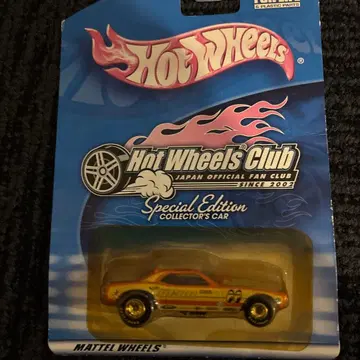 HOT WHEELS
®
Hot Wheels Club
JAPAN OFFICIAL FAN CLUB
SINCE 2002
Special Edition
COLLECTOR'S CAR
MATTEL WHEELS